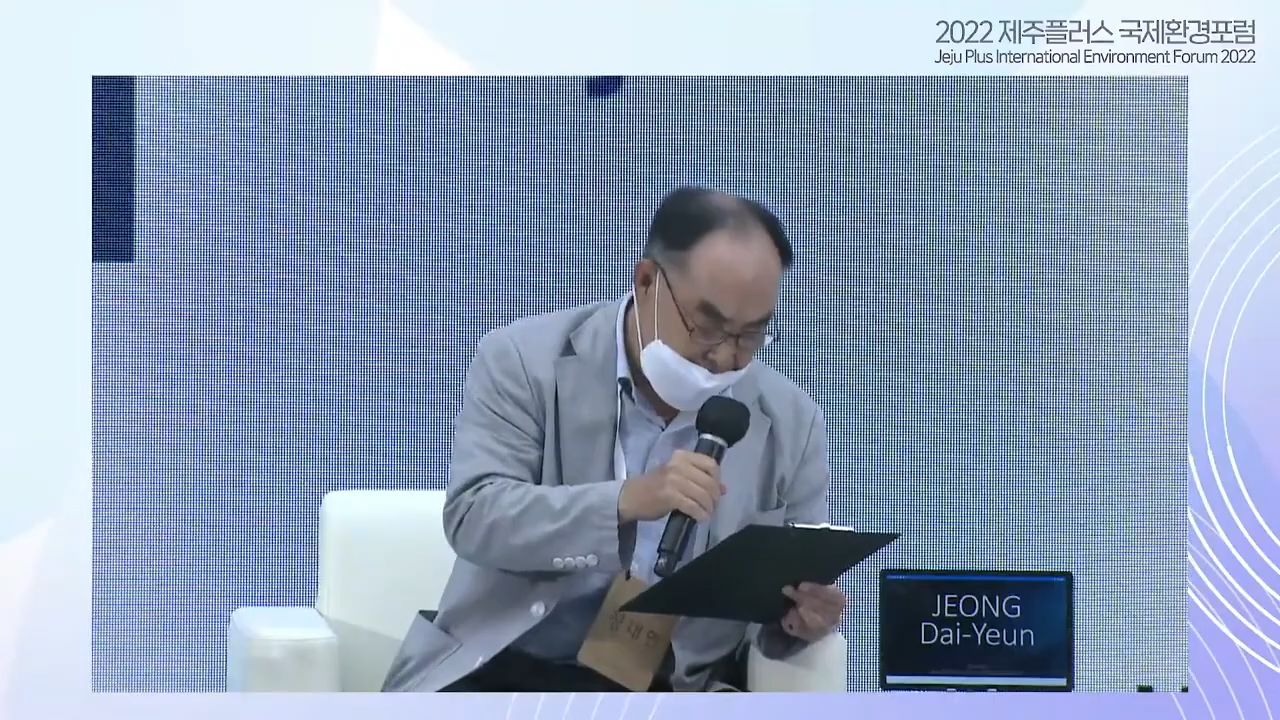 2022 제주플러스 국제환경포럼
Jeju Plus International Environment Forum 2022
JEONG
Dai-Yeun